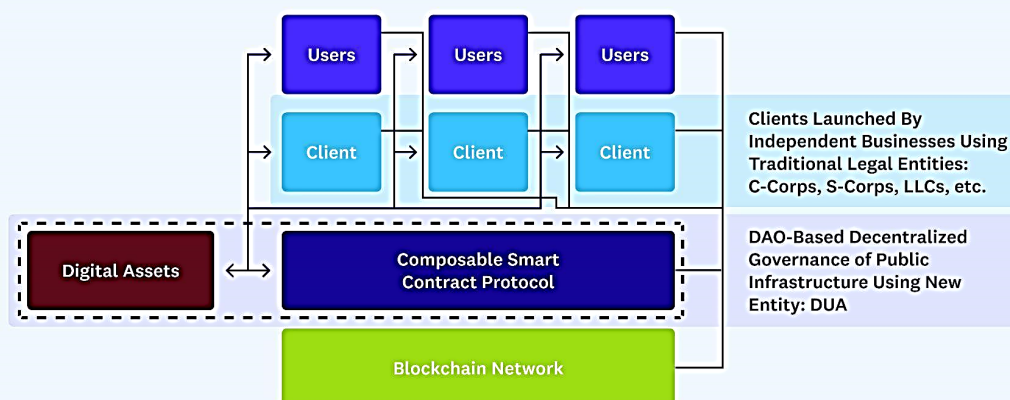 Users
Users
Users
Client
Client
Client
Clients Launched By
Independent Businesses Using
Traditional Legal Entities:
C-Corps, S-Corps, LLCs, etc.
Digital Assets
Composable Smart
Contract Protocol
DAO-Based Decentralized
Governance of Public
Infrastructure Using New
Entity: DUA
Blockchain Network